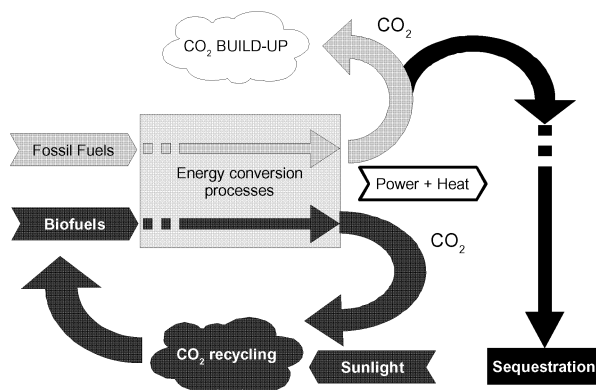 CO₂
CO₂ BUILD-UP
Fossil Fuels
Energy conversion
processes
Power + Heat
Biofuels
CO₂
CO₂ recycling
Sunlight
Sequestration